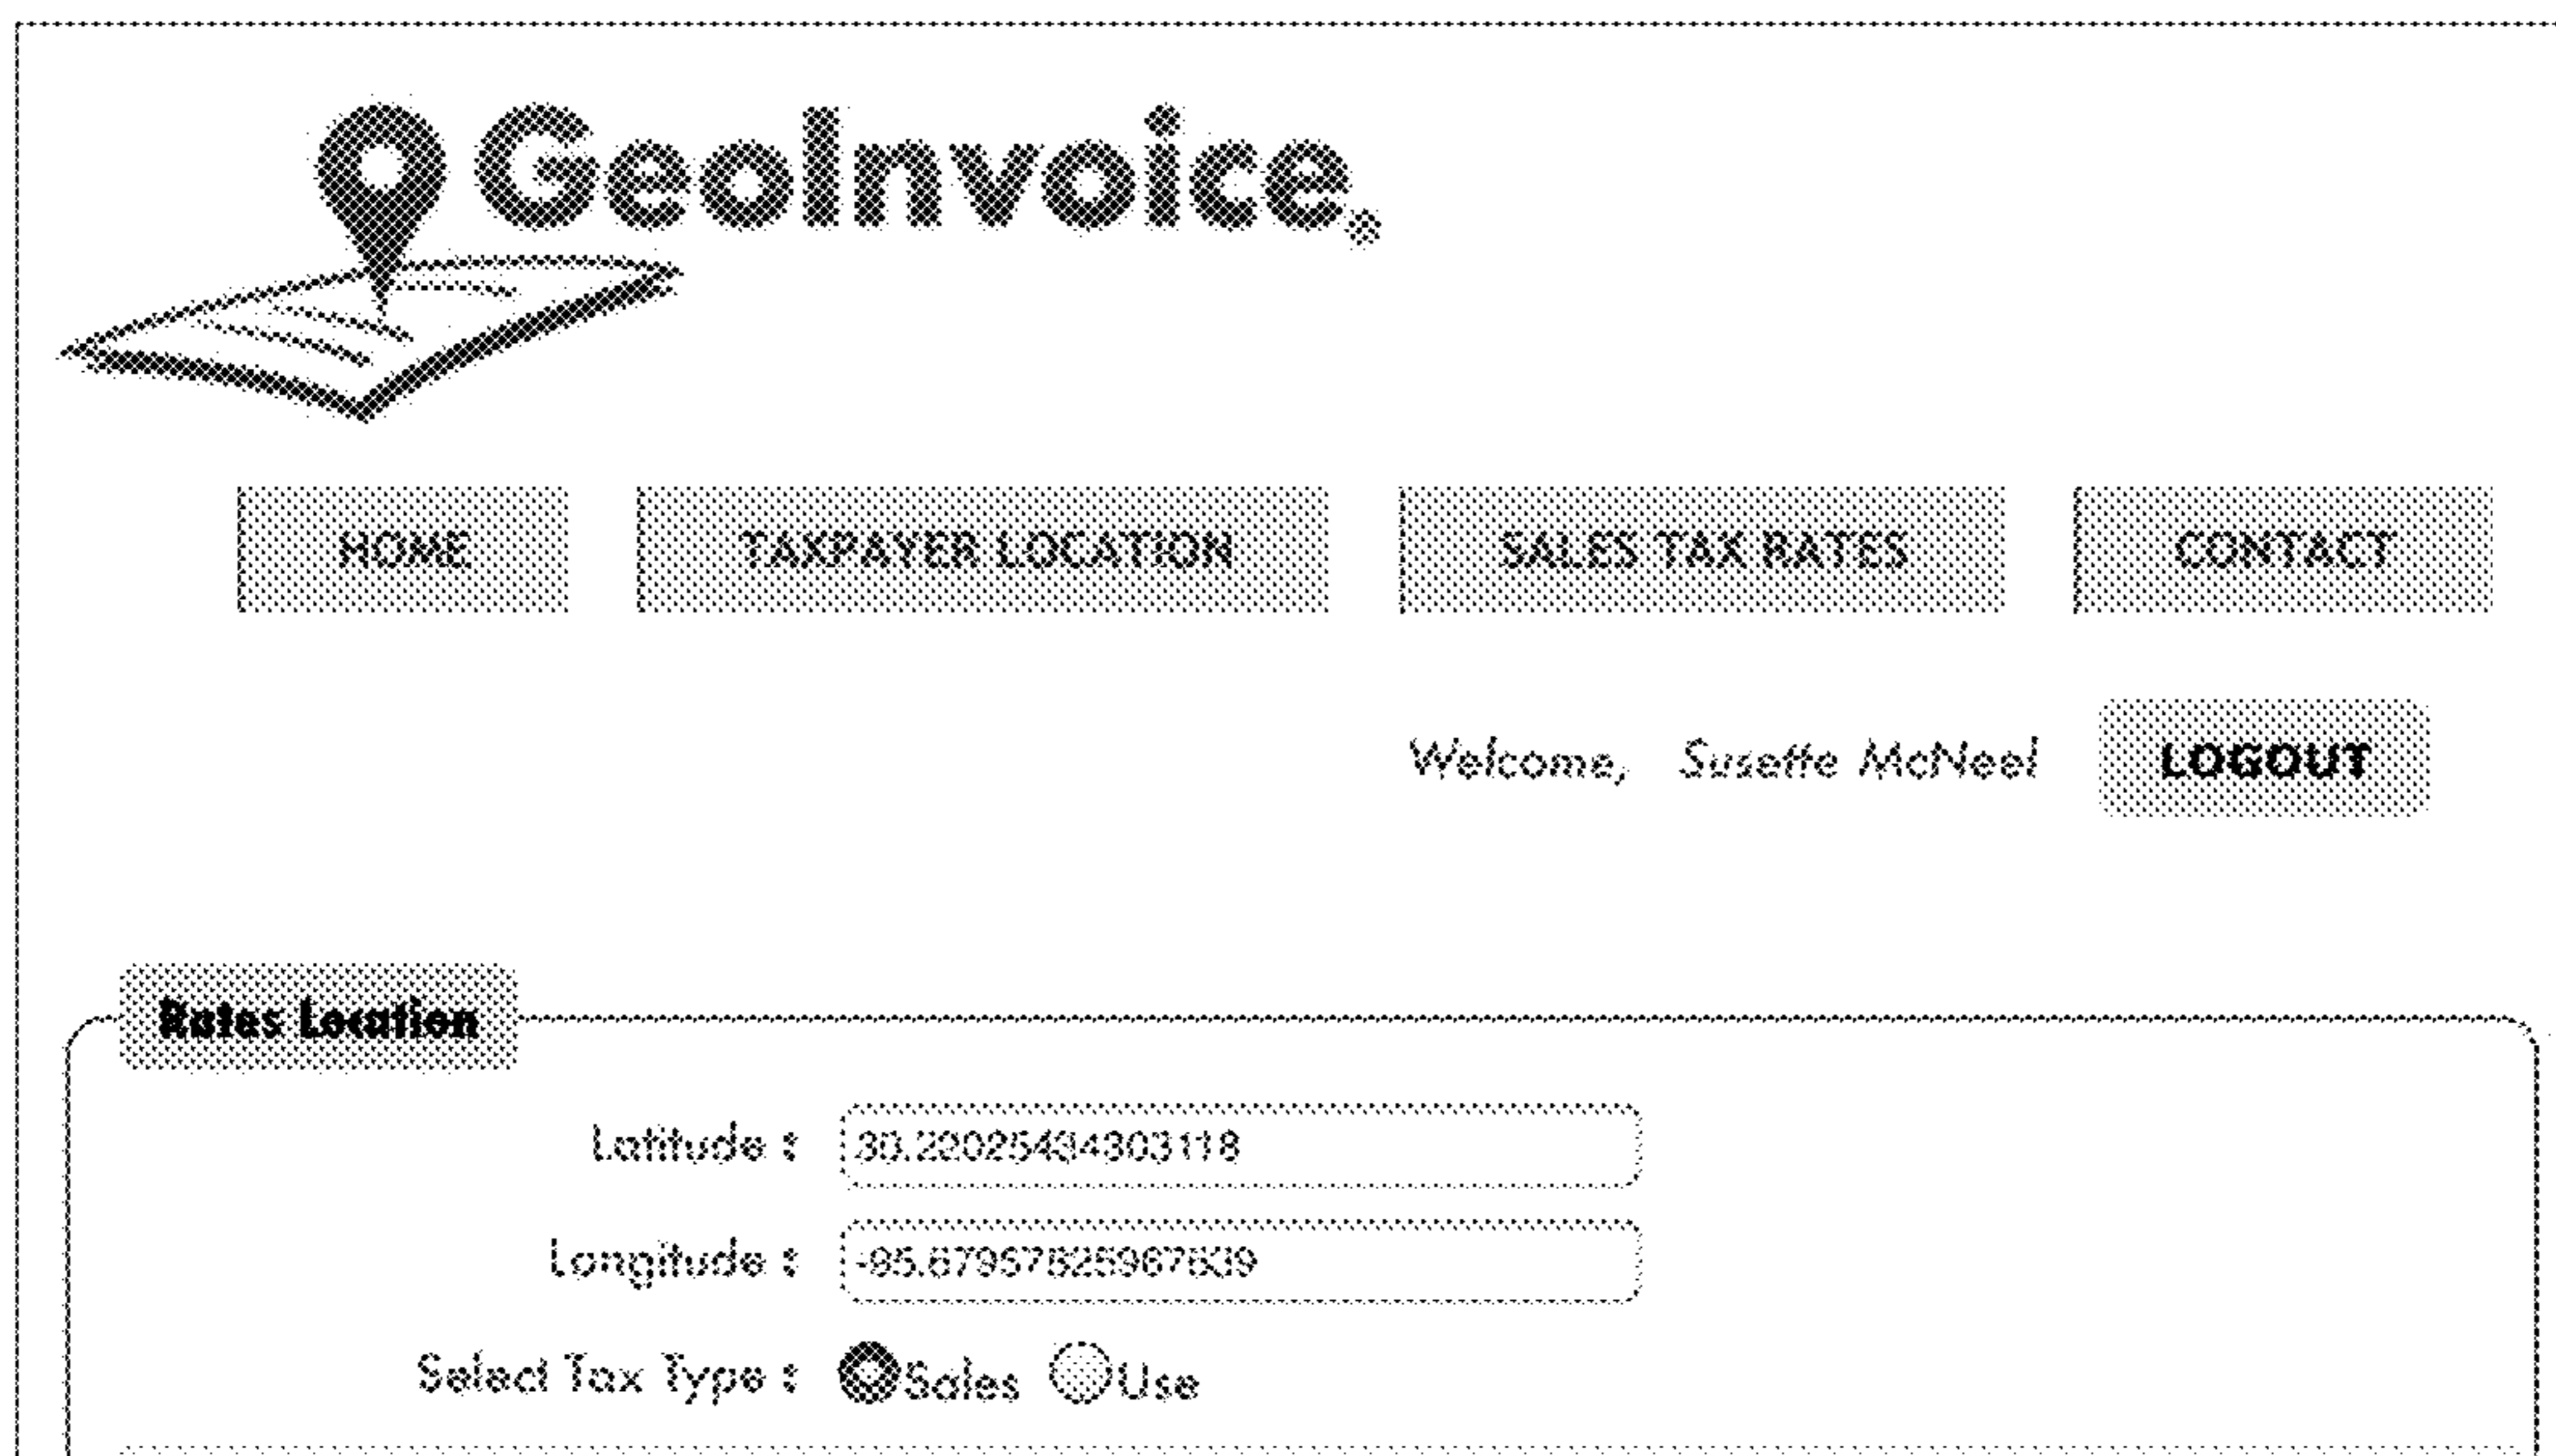 GeoInvoice
HOME TAXPAYER LOCATION SALES TAX RATES CONTACT
Welcome, Susette McNeel LOGOUT
Rates Location
Latitude :
Longitude :
Select Tax Type : Sales Use